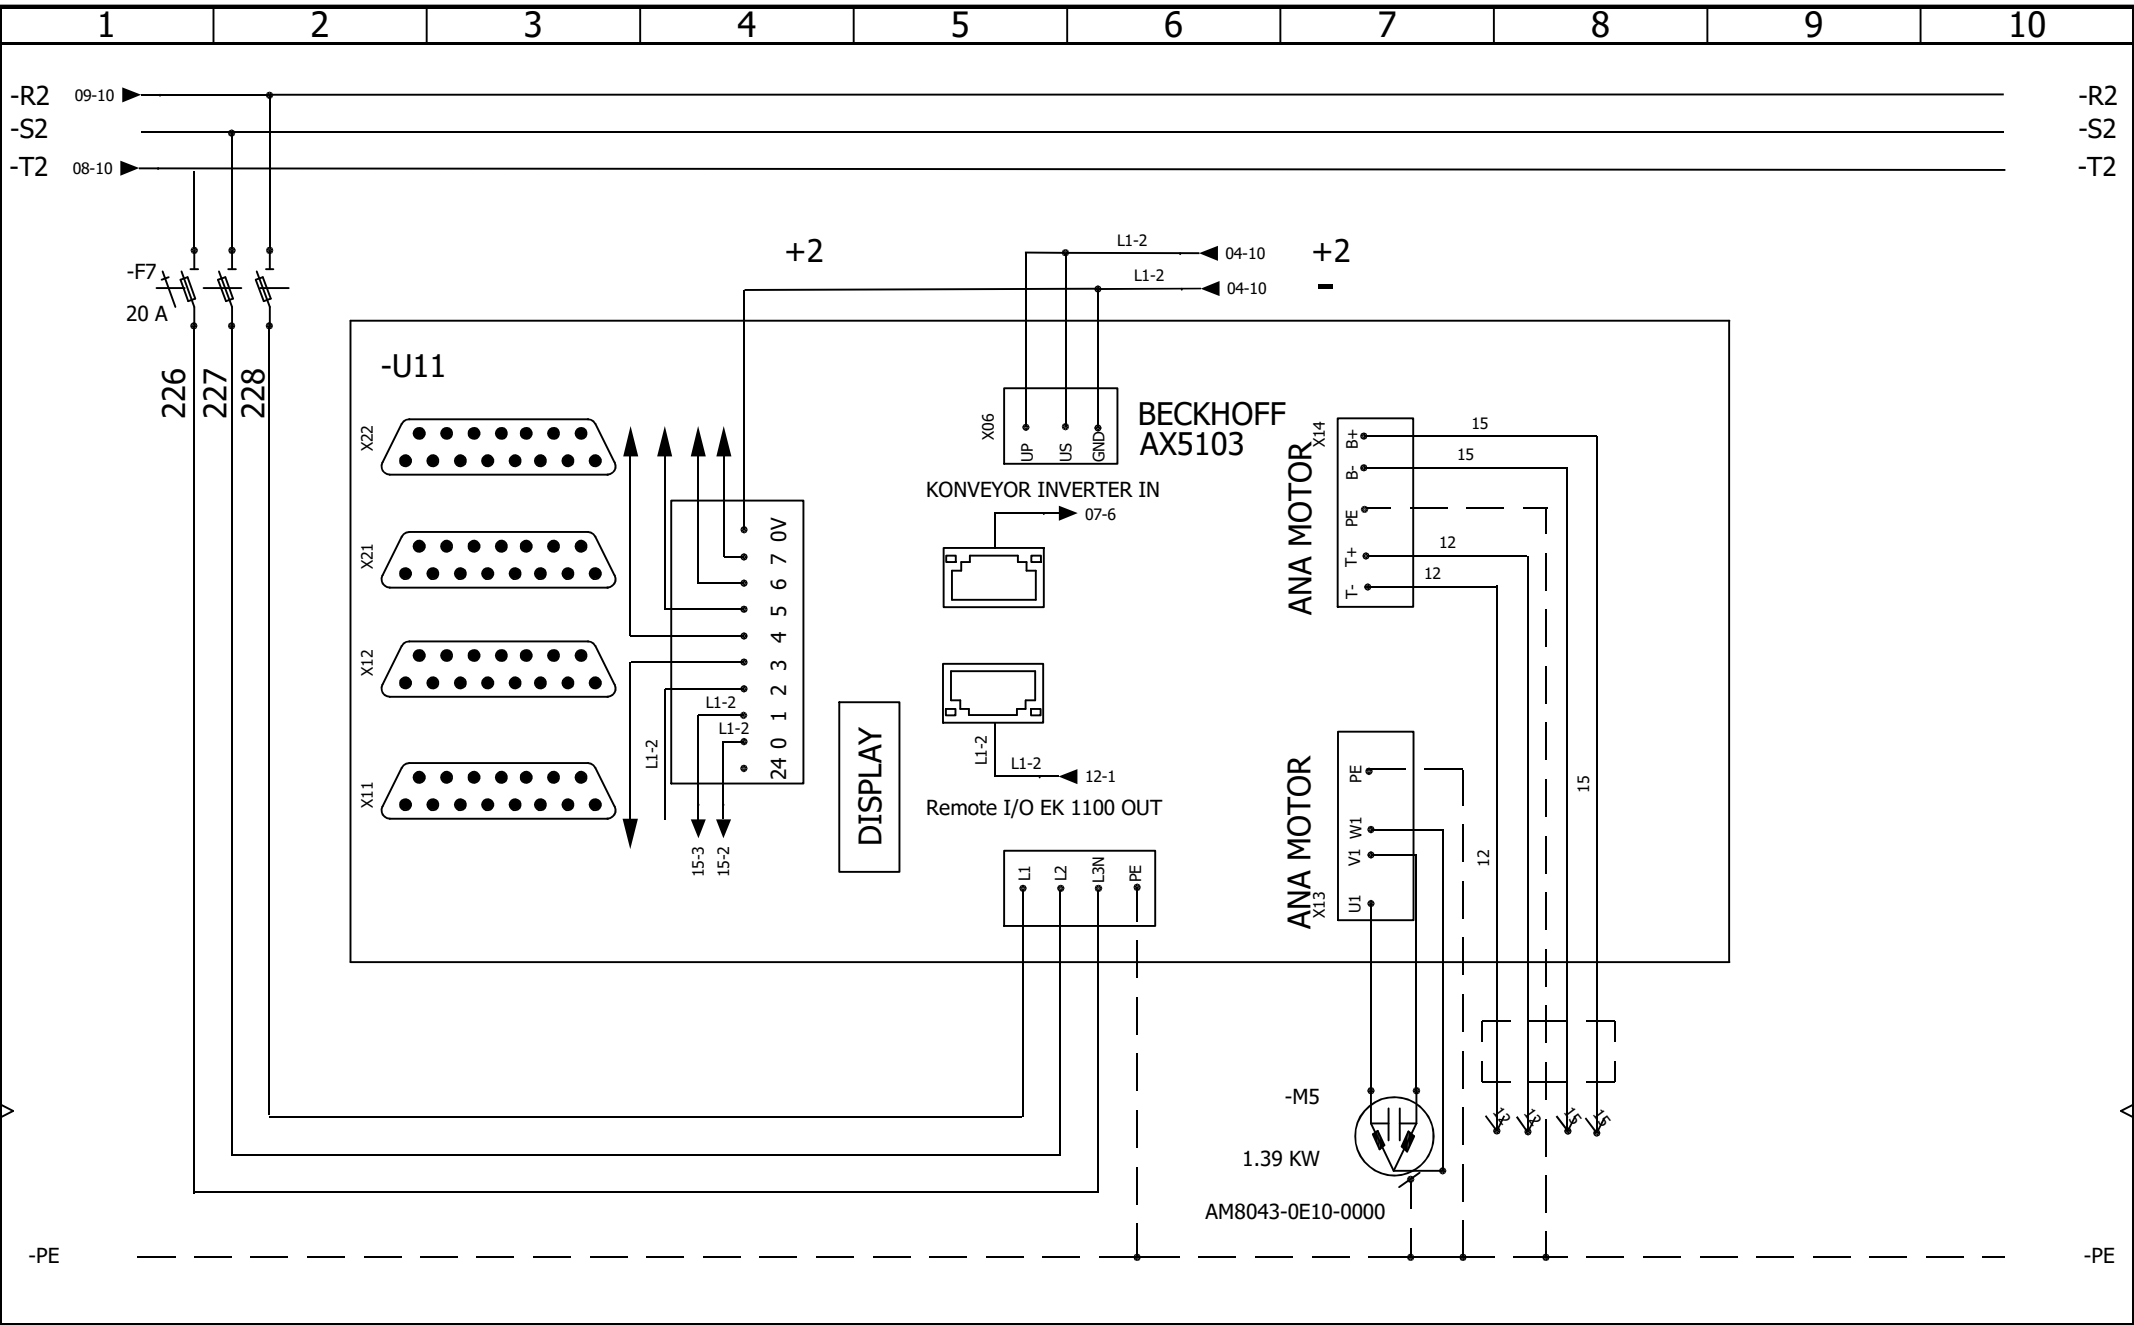 1 2 3 4 5 6 7 8 9 10
-R2 09-10 -R2
-S2 -S2
-T2 08-10 -T2
+2 L1-2 04-10 +2
L1-2 04-10 -
-F7
20 A
226 227 228
-U11
X22
X21
X12
X11
0V
7
6
5
4
3
2
1
0
24
L1-2
L1-2
L1-2
15-3
15-2
DISPLAY
X06
UP US GND
BECKHOFF
AX5103
KONVEYOR INVERTER IN
07-6
L1-2
L1-2
12-1
Remote I/O EK 1100 OUT
L1 L2 L3N PE
ANA MOTOR
X14
B+
B-
PE
T+
T-
15
15
12
12
15
12
ANA MOTOR
X13
PE
W1
V1
U1
-M5
1.39 KW
AM8043-0E10-0000
12 12 15 15
-PE -PE